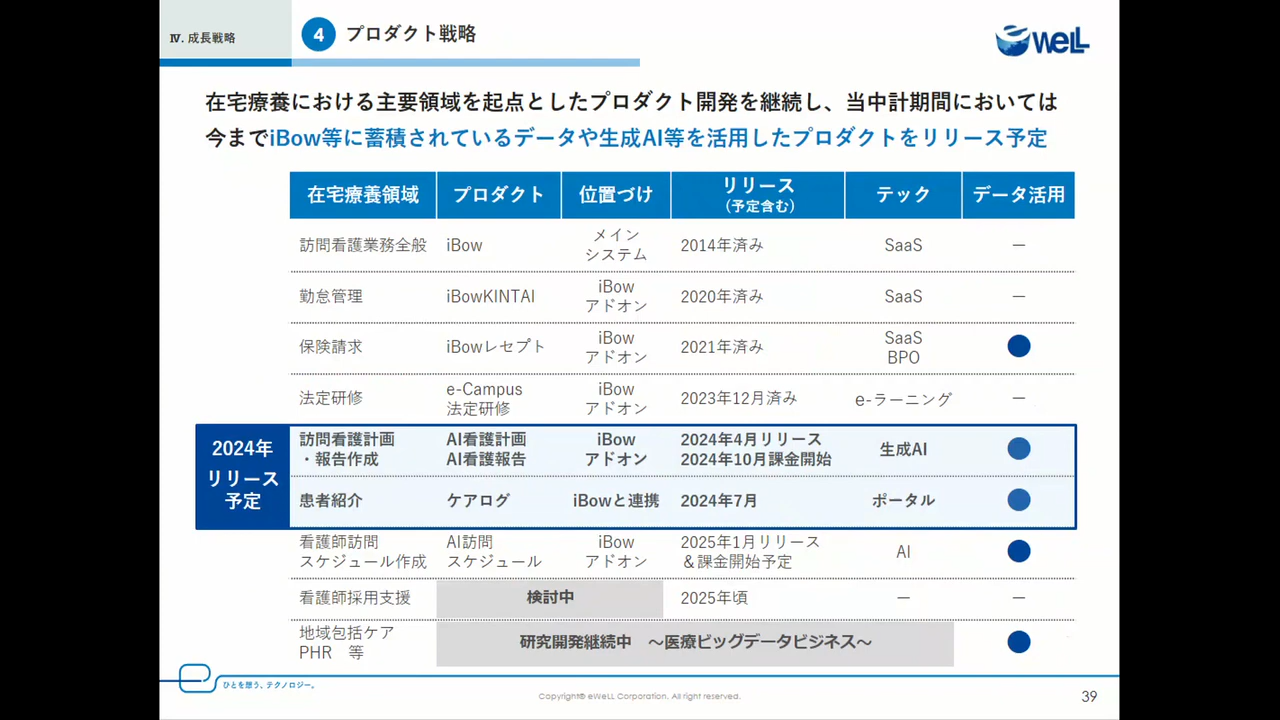 Ⅳ. 成長戦略
4 プロダクト戦略
eWeLL
在宅療養における主要領域を起点としたプロダクト開発を継続し、当中計期間においては
今までiBow等に蓄積されているデータや生成AI等を活用したプロダクトをリリース予定
在宅療養領域 プロダクト 位置づけ リリース (予定含む) テック データ活用
訪問看護業務全般 iBow メイン システム 2014年済み SaaS ー
勤怠管理 iBowKINTAI iBow アドオン 2020年済み SaaS ー
保険請求 iBowレセプト iBow アドオン 2021年済み SaaS BPO ●
法定研修 e-Campus 法定研修 iBow アドオン 2023年12月済み e-ラーニング ー
2024年
リリース
予定
訪問看護計画 AI看護計画 iBow 2024年4月リリース 生成AI ●
・報告作成 AI看護報告 アドオン 2024年10月課金開始
患者紹介 ケアログ iBowと連携 2024年7月 ポータル ●
看護師訪問 AI訪問 iBow 2025年1月リリース AI ●
スケジュール作成 スケジュール アドオン ＆課金開始予定
看護師採用支援 検討中 2025年頃 ー ー
地域包括ケア 研究開発継続中 ～医療ビッグデータビジネス～ ●
PHR 等
ひとを想う、テクノロジー。
Copyright© eWeLL Corporation. All right reserved.
39